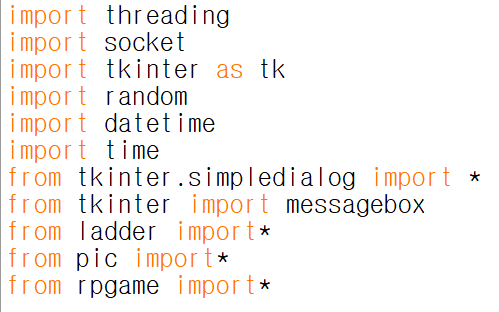 import threading
import socket
import tkinter as tk
import random
import datetime
import time
from tkinter.simpledialog import *
from tkinter import messagebox
from ladder import*
from pic import*
from rpgame import*